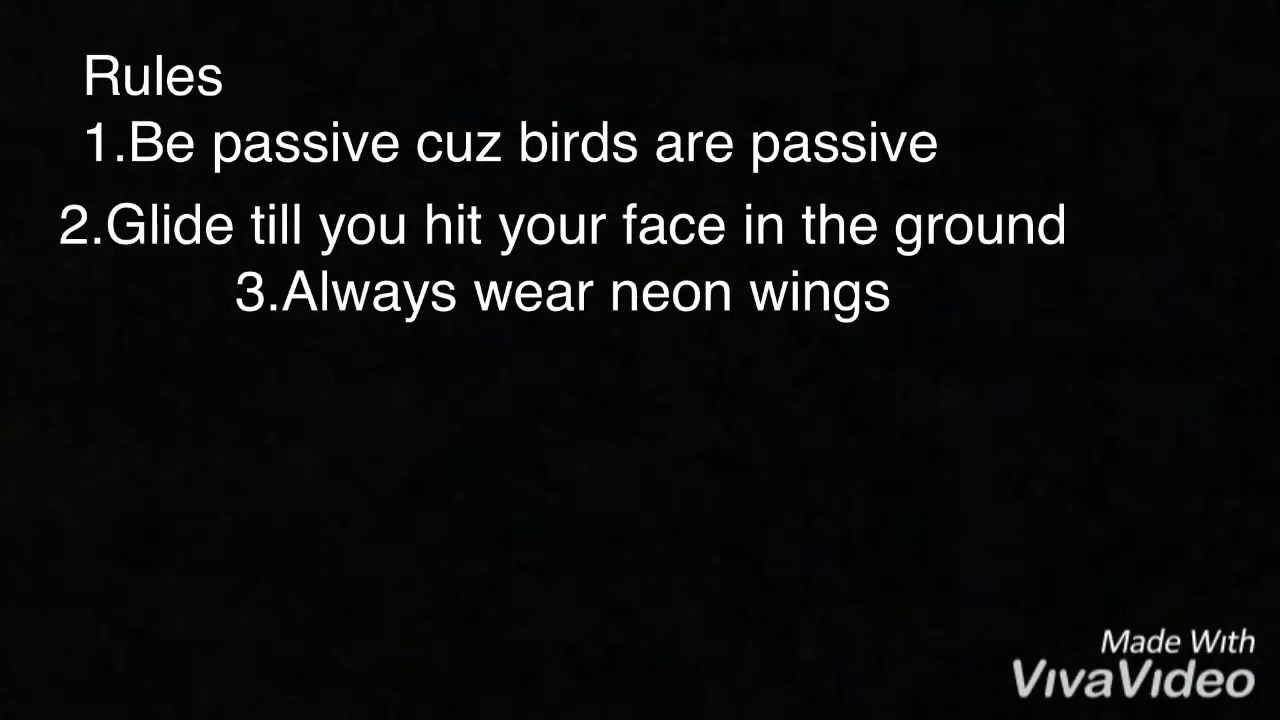 Rules
1.Be passive cuz birds are passive
2.Glide till you hit your face in the ground
3.Always wear neon wings
Made With
VivaVideo